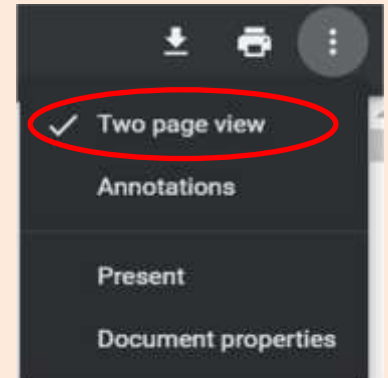 Two page view
Annotations
Present
Document properties